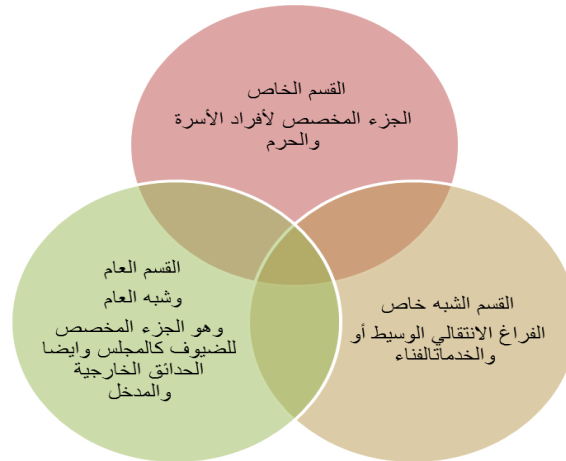 القسم الخاص
الجزء المخصص لأفراد الأسرة
والحرم
القسم العام
وشبه العام
وهو الجزء المخصص
للضيوف كالمجلس وايضا
الحدائق الخارجية
والمدخل
القسم الشبه خاص
الفراغ الانتقالي الوسيط أو
والخدماتالفناء